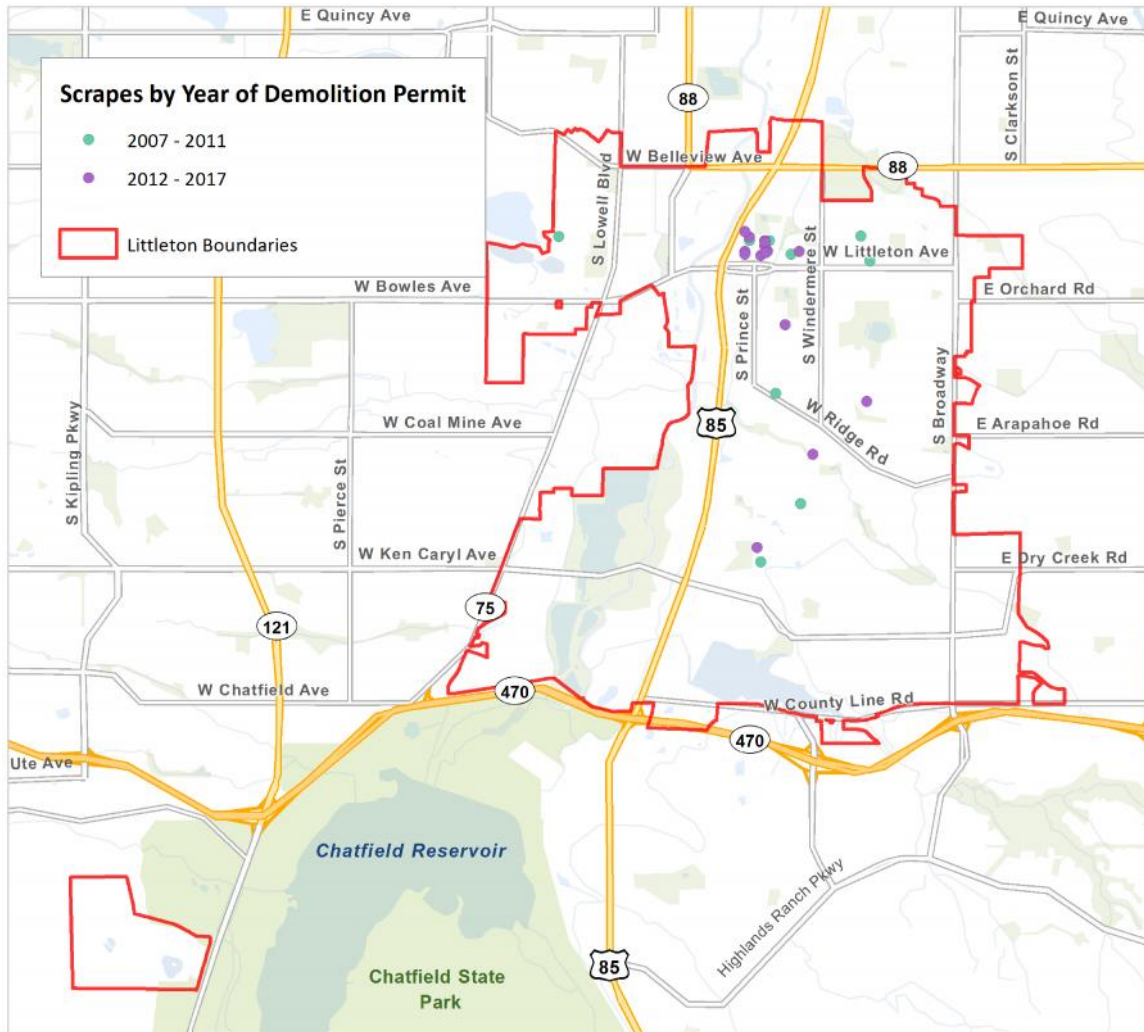 E Quincy Ave
E Quincy Ave
Scrapes by Year of Demolition Permit
2007 - 2011
2012 - 2017
Littleton Boundaries
88
S Clarkson St
W Belleview Ave
88
S Lowell Blvd
W Littleton Ave
S Windermere St
W Bowles Ave
E Orchard Rd
S Prince St
S Broadway
W Coal Mine Ave
85
W Ridge Rd
E Arapahoe Rd
S Kipling Pkwy
S Pierce St
W Ken Caryl Ave
E Dry Creek Rd
75
121
W Chatfield Ave
470
W County Line Rd
470
Ute Ave
Chatfield Reservoir
Highlands Ranch Pkwy
85
Chatfield State
Park